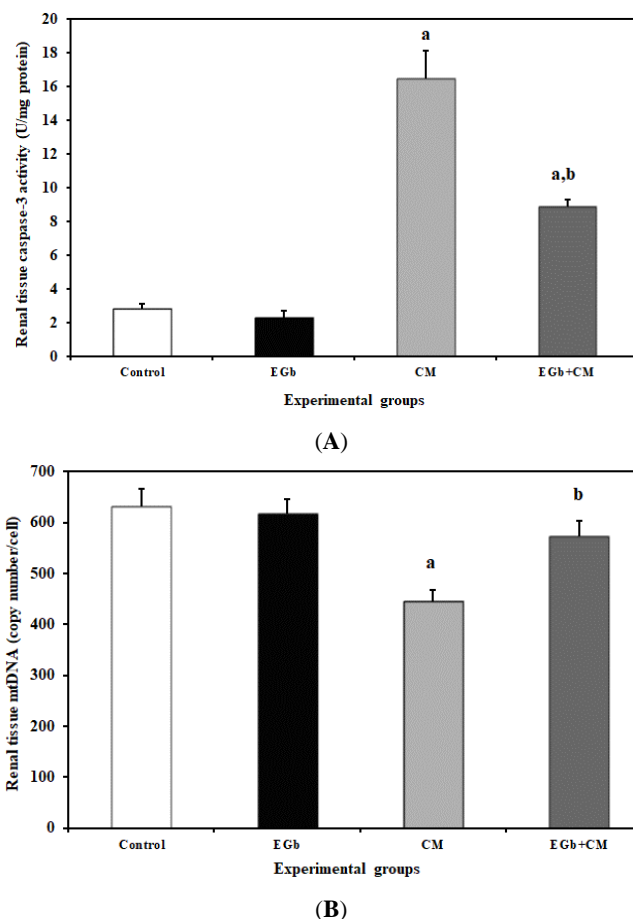 Renal tissue caspase-3 activity (U/mg protein)
20
18
16
14
12
10
8
6
4
2
0
a
a,b
Control EGb CM EGb+CM
Experimental groups
(A)
Renal tissue mtDNA (copy number/cell)
700
600
500
400
300
200
100
0
a
b
Control EGb CM EGb+CM
Experimental groups
(B)